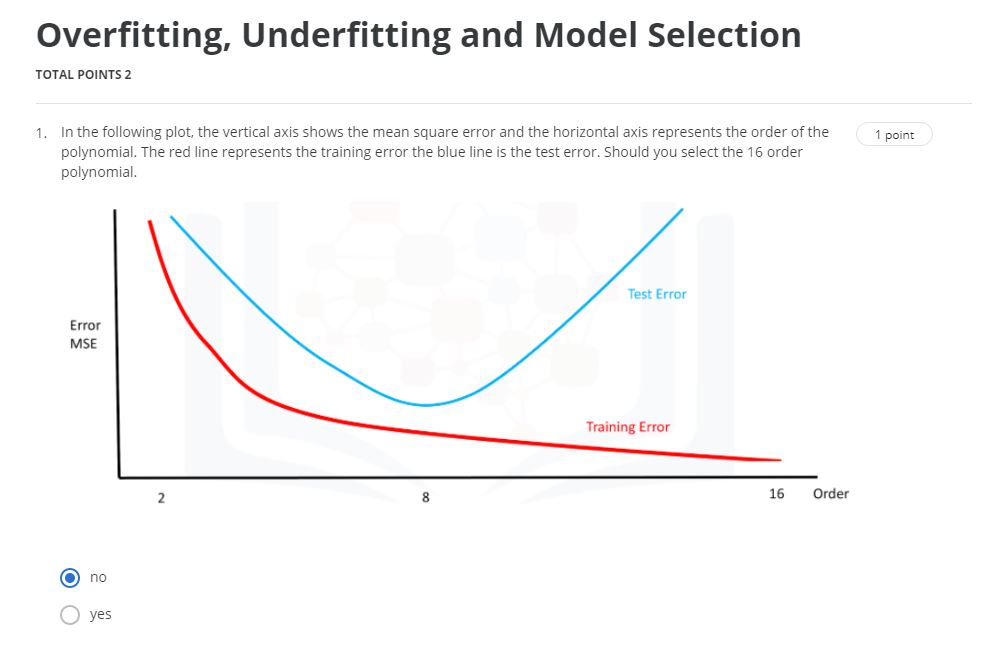 Overfitting, Underfitting and Model Selection
TOTAL POINTS 2
1. In the following plot, the vertical axis shows the mean square error and the horizontal axis represents the order of the
1 point
polynomial. The red line represents the training error the blue line is the test error. Should you select the 16 order
polynomial.
Test Error
Error
MSE
Training Error
2
8
16
Order
no
yes